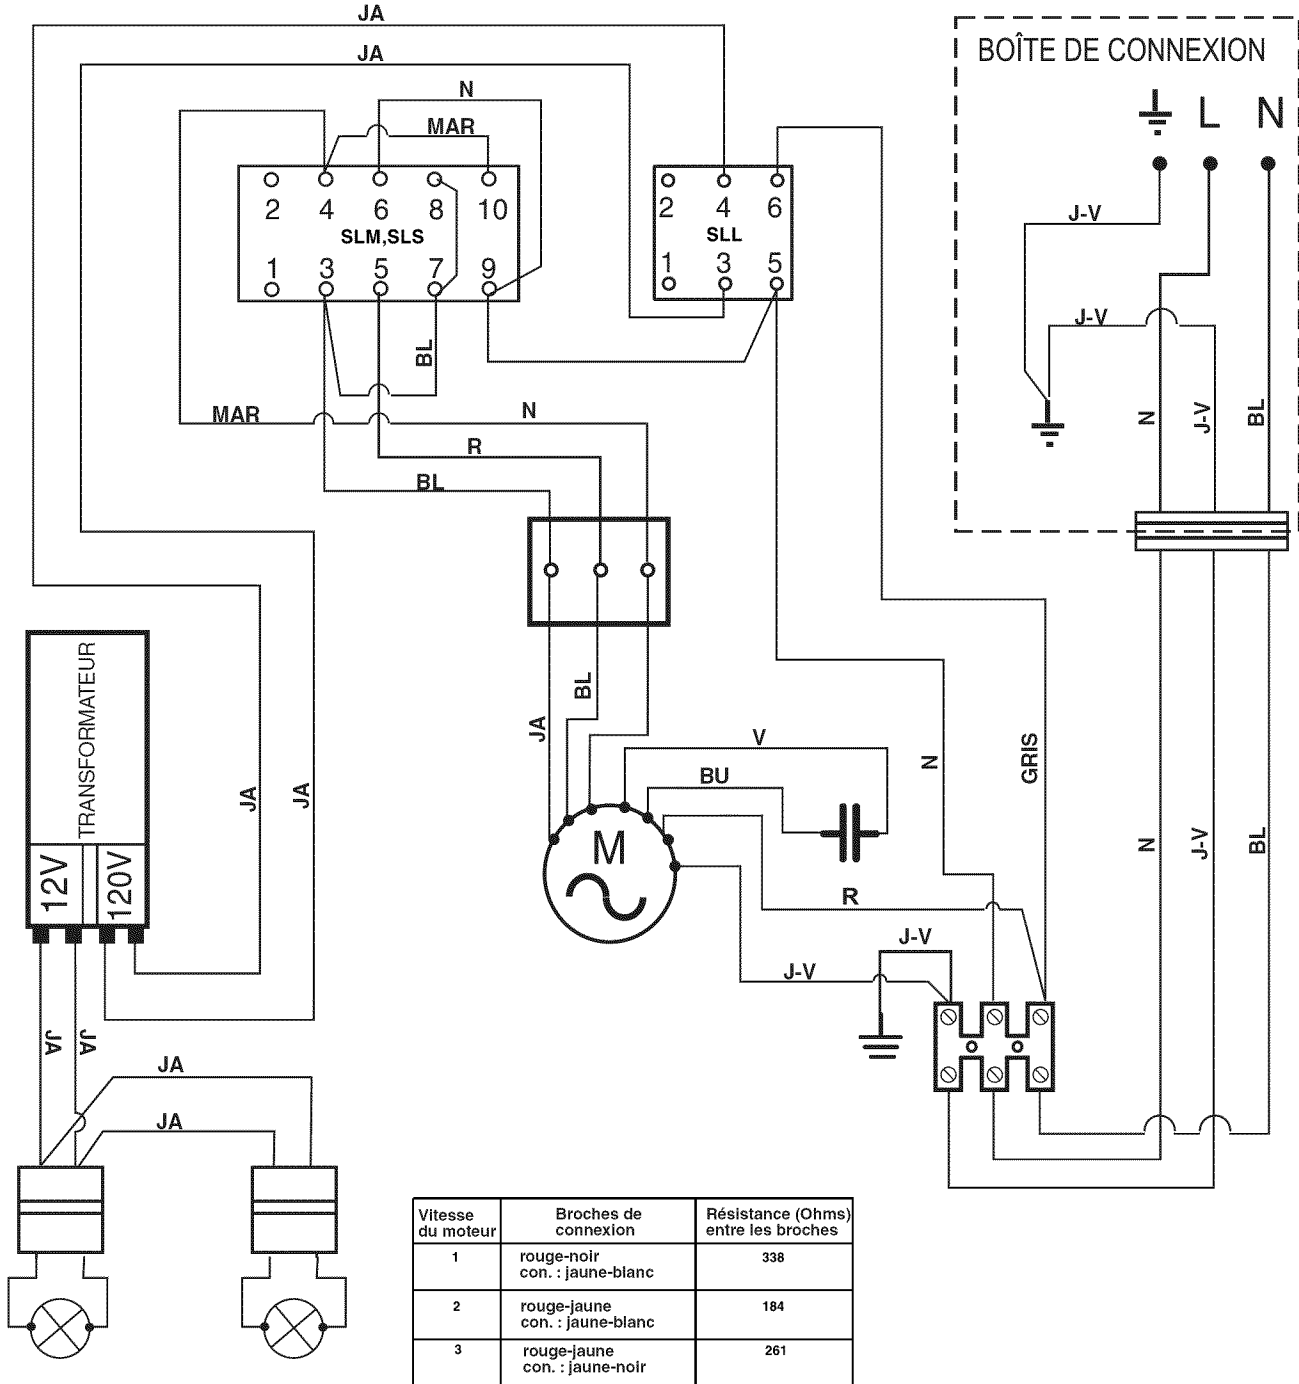 JA
JA
BOÎTE DE CONNEXION
N
L N
MAR
2 4 6 8 10
SLM,SLS
1 3 5 7 9
2 4 6
SLL
1 3 5
J-V
J-V
BL
MAR
N
R
BL
N
J-V
BL
TRANSFORMATEUR
12V
120V
JA
JA
JA
BL
V
BU
M
N
GRIS
N
J-V
BL
R
J-V
J-V
JA
JA
JA
JA
Vitesse du moteur
Broches de connexion
Résistance (Ohms) entre les broches
1
rouge-noir
con. : jaune-blanc
338
2
rouge-jaune
con. : jaune-blanc
184
3
rouge-jaune
con. : jaune-noir
261